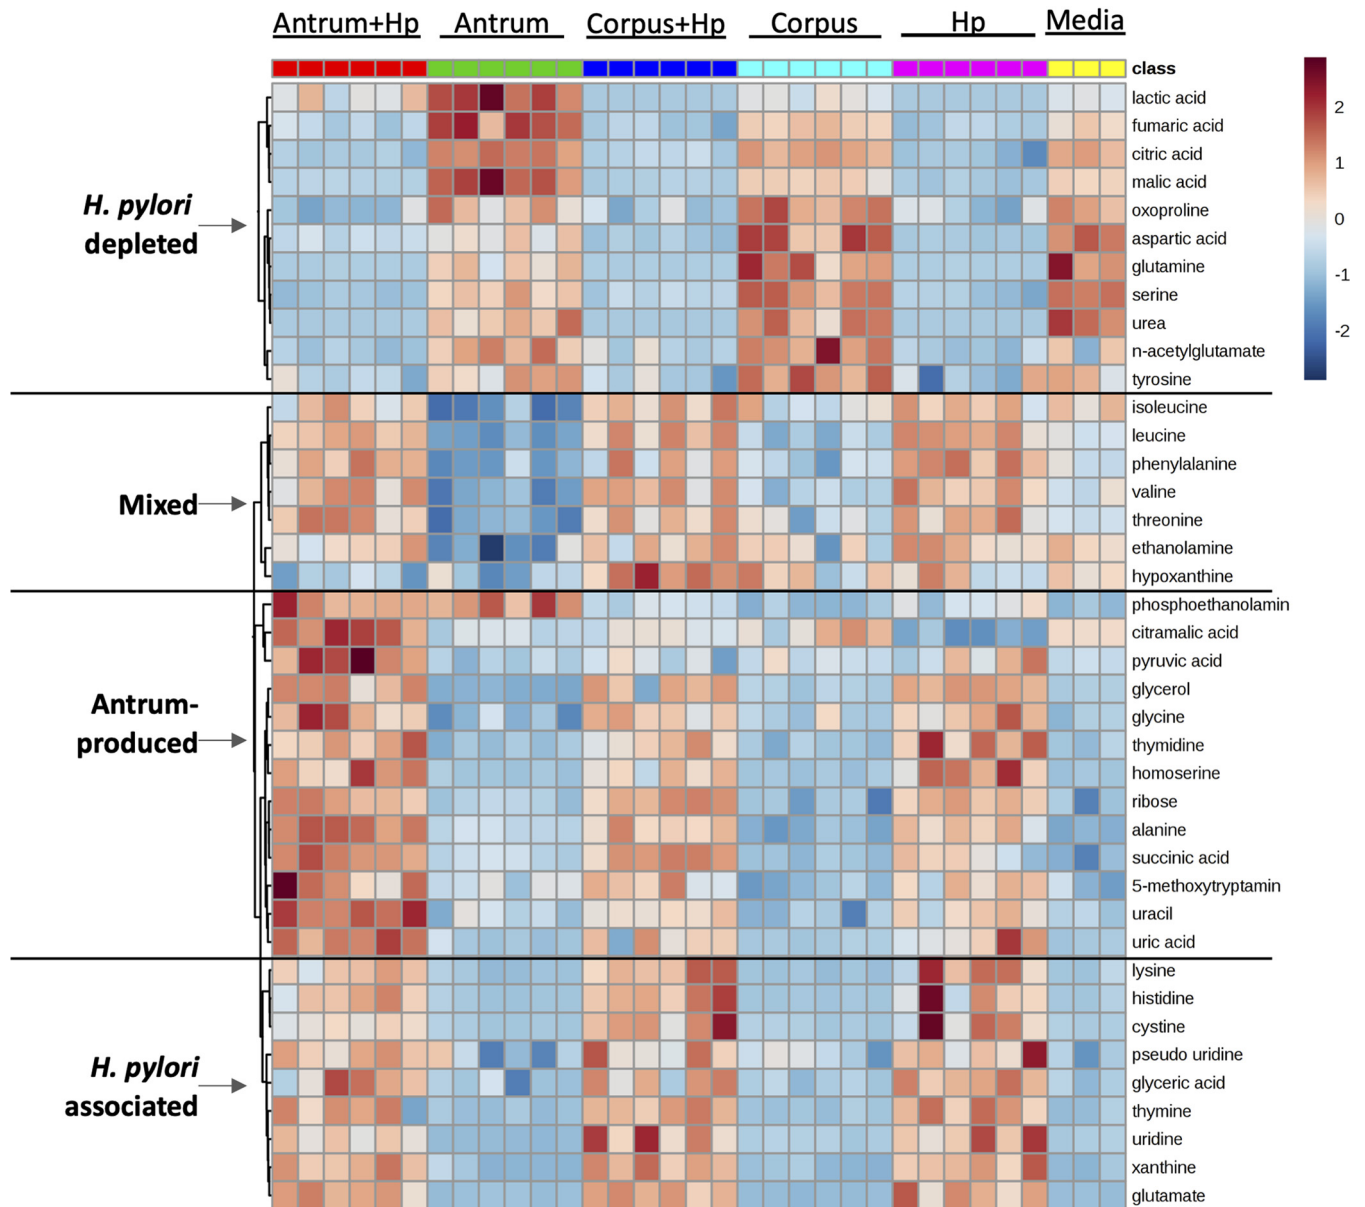 Antrum+Hp Antrum Corpus+Hp Corpus Hp Media
class
lactic acid
fumaric acid
citric acid
malic acid
oxoproline
aspartic acid
glutamine
serine
urea
n-acetylglutamate
tyrosine
isoleucine
leucine
phenylalanine
valine
threonine
ethanolamine
hypoxanthine
phosphoethanolamin
citramalic acid
pyruvic acid
glycerol
glycine
thymidine
homoserine
ribose
alanine
succinic acid
5-methoxytryptamin
uracil
uric acid
lysine
histidine
cystine
pseudo uridine
glyceric acid
thymine
uridine
xanthine
glutamate
H. pylori
depleted
Mixed
Antrum-
produced
H. pylori
associated
2
1
0
-1
-2